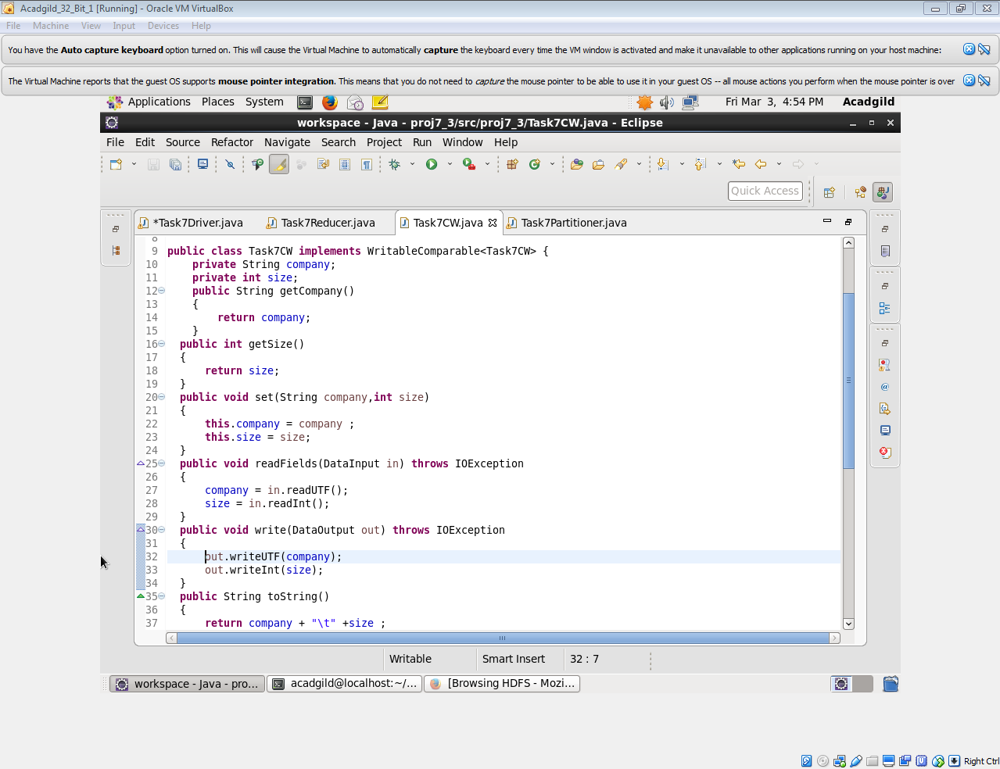 Acadgild_32_Bit_1 [Running] - Oracle VM VirtualBox
File Machine View Input Devices Help
You have the Auto capture keyboard option turned on. This will cause the Virtual Machine to automatically capture the keyboard every time the VM window is activated and make it unavailable to other applications running on your host machine:
The Virtual Machine reports that the guest OS supports mouse pointer integration. This means that you do not need to capture the mouse pointer to be able to use it in your guest OS -- all mouse actions you perform when the mouse pointer is over
Applications Places System Fri Mar 3, 4:54 PM Acadgild
workspace - Java - proj7_3/src/proj7_3/Task7CW.java - Eclipse
File Edit Source Refactor Navigate Search Project Run Window Help
Quick Access
*Task7Driver.java Task7Reducer.java Task7CW.java Task7Partitioner.java
8
9 public class Task7CW implements WritableComparable<Task7CW> {
10 private String company;
11 private int size;
12 public String getCompany()
13 {
14 return company;
15 }
16 public int getSize()
17 {
18 return size;
19 }
20 public void set(String company,int size)
21 {
22 this.company = company ;
23 this.size = size;
24 }
25 public void readFields(DataInput in) throws IOException
26 {
27 company = in.readUTF();
28 size = in.readInt();
29 }
30 public void write(DataOutput out) throws IOException
31 {
32 out.writeUTF(company);
33 out.writeInt(size);
34 }
35 public String toString()
36 {
37 return company + "\t" +size ;
Writable Smart Insert 32 : 7
workspace - Java - pro... acadgild@localhost:~/... [Browsing HDFS - Mozi...
Right Ctrl